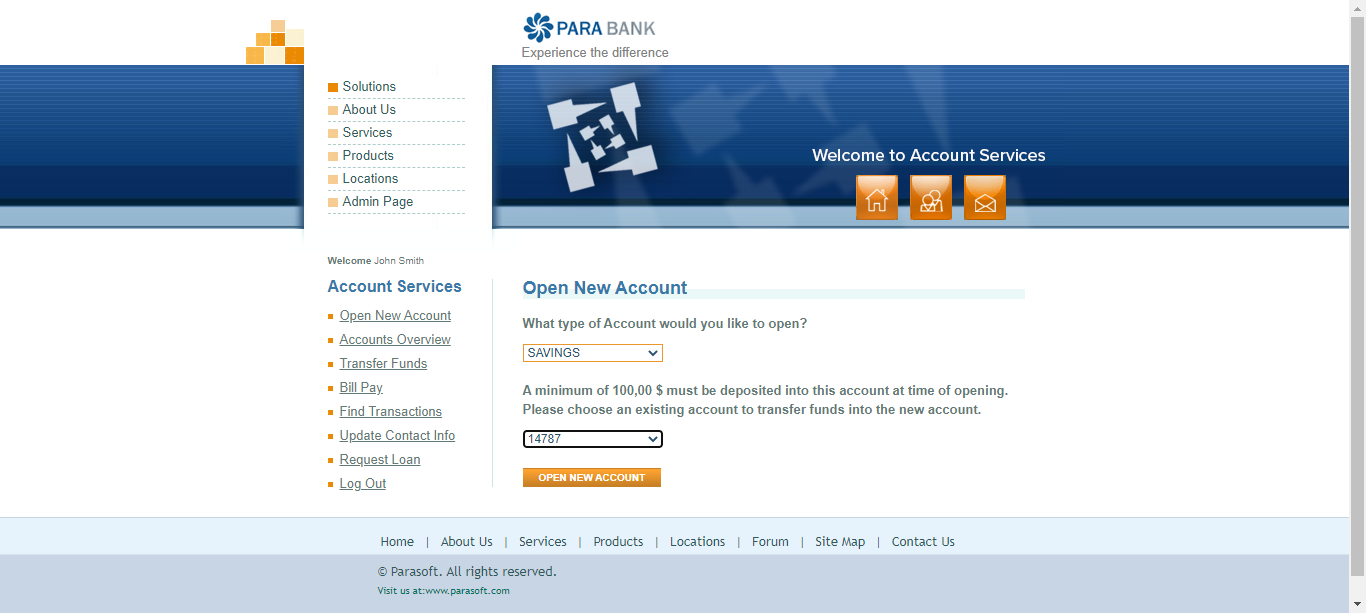 PARA BANK
Experience the difference
Solutions
About Us
Services
Products
Locations
Admin Page
Welcome to Account Services
Welcome John Smith
Account Services
Open New Account
Accounts Overview
Transfer Funds
Bill Pay
Find Transactions
Update Contact Info
Request Loan
Log Out
Open New Account
What type of Account would you like to open?
SAVINGS
A minimum of 100,00 $ must be deposited into this account at time of opening.
Please choose an existing account to transfer funds into the new account.
14787
OPEN NEW ACCOUNT
Home | About Us | Services | Products | Locations | Forum | Site Map | Contact Us
© Parasoft. All rights reserved.
Visit us at:www.parasoft.com